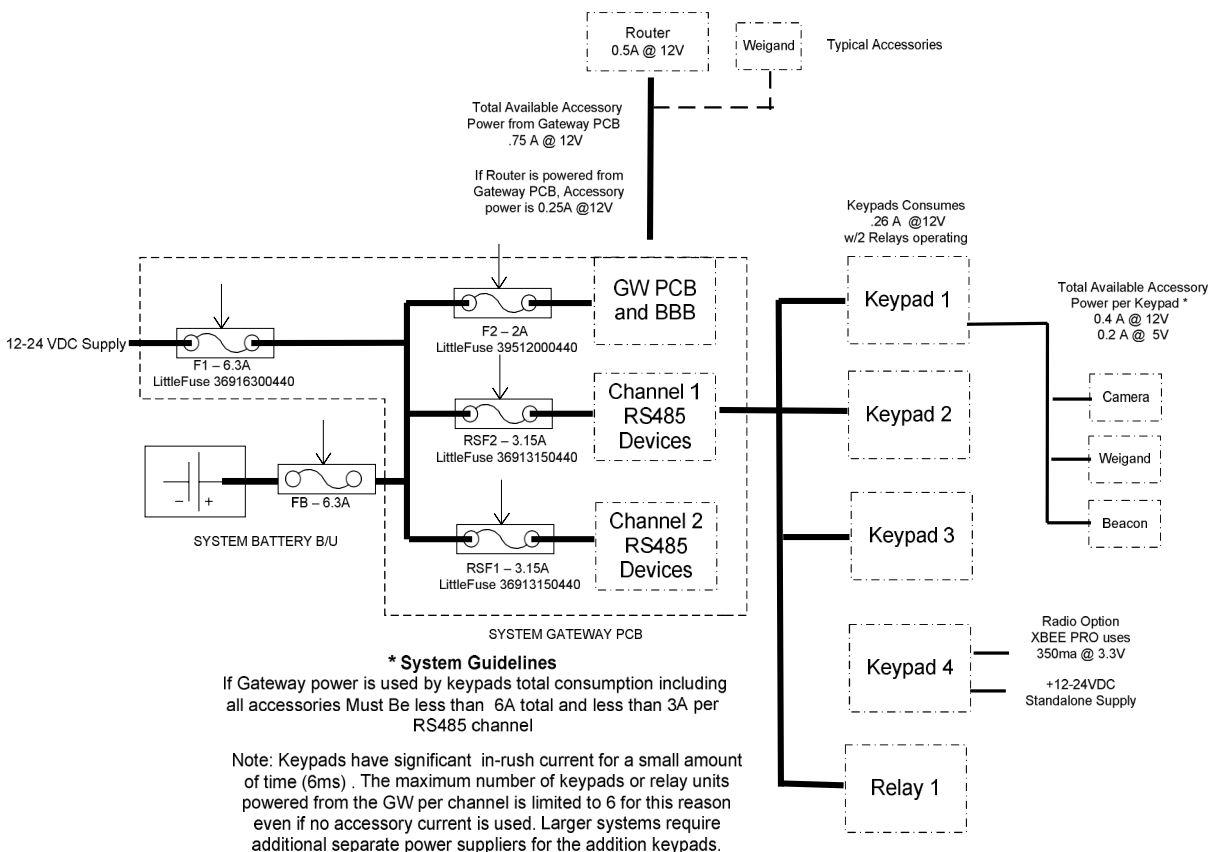 Router
0.5A @ 12V
Weigand
Typical Accessories
Total Available Accessory
Power from Gateway PCB
.75 A @ 12V
If Router is powered from
Gateway PCB, Accessory
power is 0.25A @12V
Keypads Consumes
.26 A @12V
w/2 Relays operating
12-24 VDC Supply
F1 – 6.3A
LittleFuse 36916300440
F2 – 2A
LittleFuse 39512000440
GW PCB
and BBB
Keypad 1
Total Available Accessory
Power per Keypad *
0.4 A @ 12V
0.2 A @ 5V
RSF2 – 3.15A
LittleFuse 36913150440
Channel 1
RS485
Devices
Keypad 2
Camera
Weigand
Beacon
FB – 6.3A
SYSTEM BATTERY B/U
– +
RSF1 – 3.15A
LittleFuse 36913150440
Channel 2
RS485
Devices
Keypad 3
SYSTEM GATEWAY PCB
Keypad 4
Radio Option
XBEE PRO uses
350ma @ 3.3V
+12-24VDC
Standalone Supply
Relay 1
* System Guidelines
If Gateway power is used by keypads total consumption including
all accessories Must Be less than 6A total and less than 3A per
RS485 channel
Note: Keypads have significant in-rush current for a small amount
of time (6ms) . The maximum number of keypads or relay units
powered from the GW per channel is limited to 6 for this reason
even if no accessory current is used. Larger systems require
additional separate power suppliers for the addition keypads.